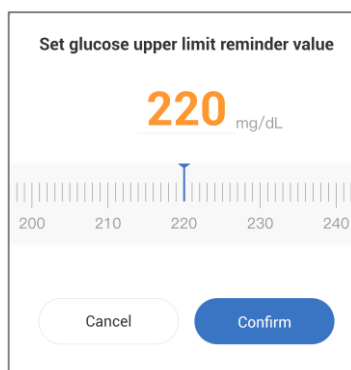 Set glucose upper limit reminder value
220 mg/dL
200 210 220 230 240
Cancel Confirm